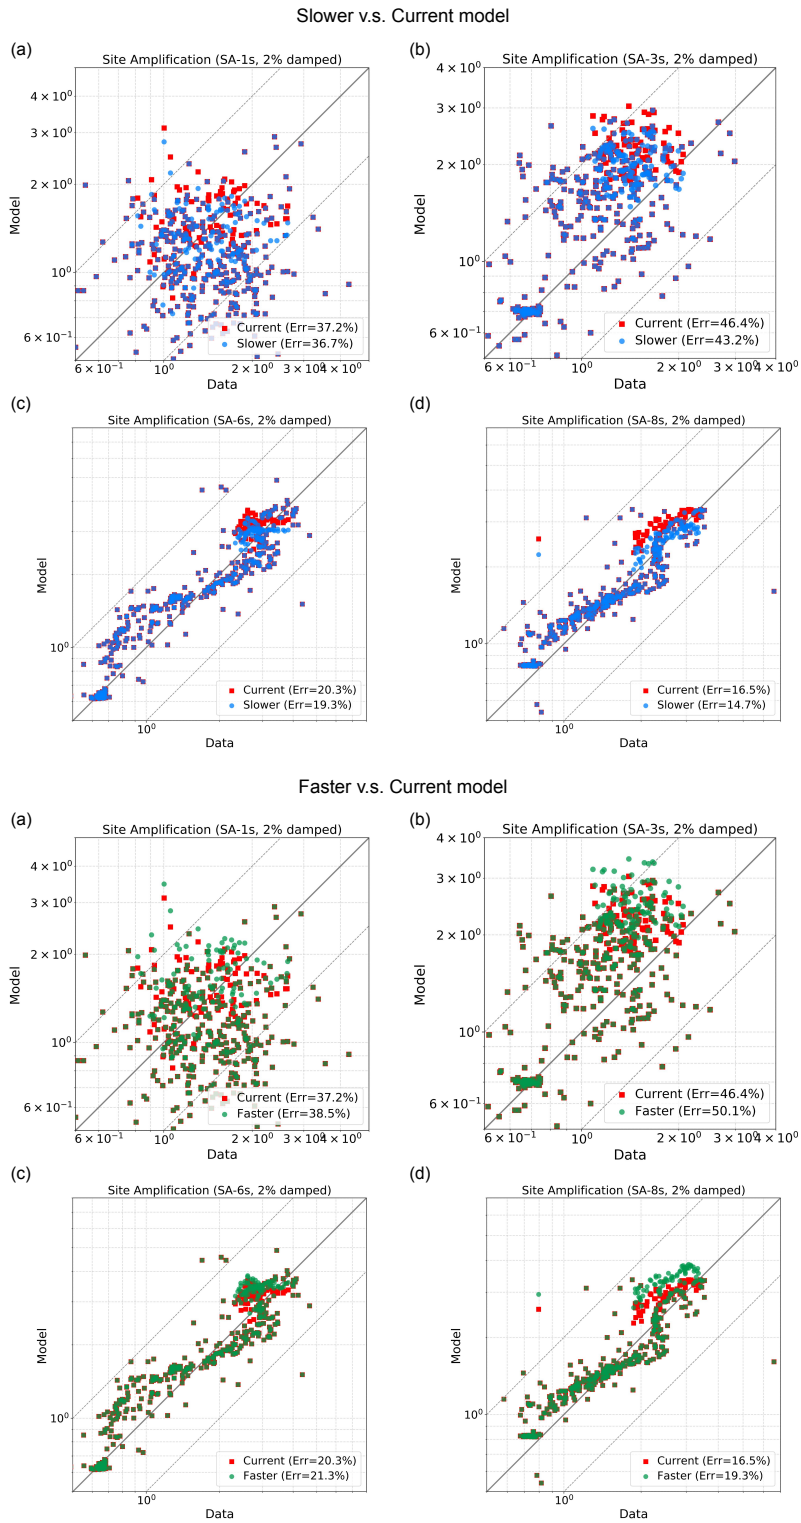 Slower v.s. Current model
(a)
Site Amplification (SA-1s, 2% damped)
4 × 10⁰
3 × 10⁰
2 × 10⁰
10⁰
6 × 10⁻¹
Model
Current (Err=37.2%)
Slower (Err=36.7%)
6 × 10⁻¹ 10⁰ 2 × 10⁰ 3 × 10⁰ 4 × 10⁰
Data
(b)
Site Amplification (SA-3s, 2% damped)
4 × 10⁰
3 × 10⁰
2 × 10⁰
10⁰
6 × 10⁻¹
Model
Current (Err=46.4%)
Slower (Err=43.2%)
6 × 10⁻¹ 10⁰ 2 × 10⁰ 3 × 10⁰ 4 × 10⁰
Data
(c)
Site Amplification (SA-6s, 2% damped)
10⁰
Model
Current (Err=20.3%)
Slower (Err=19.3%)
10⁰
Data
(d)
Site Amplification (SA-8s, 2% damped)
10⁰
Model
Current (Err=16.5%)
Slower (Err=14.7%)
10⁰
Data
Faster v.s. Current model
(a)
Site Amplification (SA-1s, 2% damped)
4 × 10⁰
3 × 10⁰
2 × 10⁰
10⁰
6 × 10⁻¹
Model
Current (Err=37.2%)
Faster (Err=38.5%)
6 × 10⁻¹ 10⁰ 2 × 10⁰ 3 × 10⁰ 4 × 10⁰
Data
(b)
Site Amplification (SA-3s, 2% damped)
4 × 10⁰
3 × 10⁰
2 × 10⁰
10⁰
6 × 10⁻¹
Model
Current (Err=46.4%)
Faster (Err=50.1%)
6 × 10⁻¹ 10⁰ 2 × 10⁰ 3 × 10⁰ 4 × 10⁰
Data
(c)
Site Amplification (SA-6s, 2% damped)
10⁰
Model
Current (Err=20.3%)
Faster (Err=21.3%)
10⁰
Data
(d)
Site Amplification (SA-8s, 2% damped)
10⁰
Model
Current (Err=16.5%)
Faster (Err=19.3%)
10⁰
Data